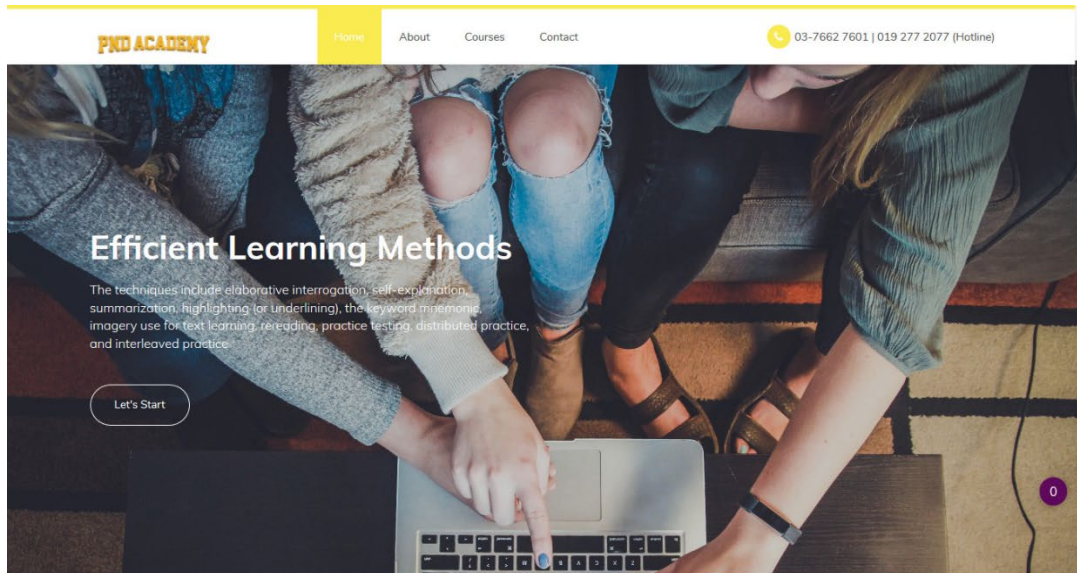 PND ACADEMY
Home
About
Courses
Contact
03-7662 7601 | 019 277 2077 (Hotline)
Efficient Learning Methods
The techniques include elaborative interrogation, self-explanation,
summarization, highlighting (or underlining), the keyword mnemonic,
imagery use for text learning, rereading, practice testing, distributed practice,
and interleaved practice.
Let's Start
0